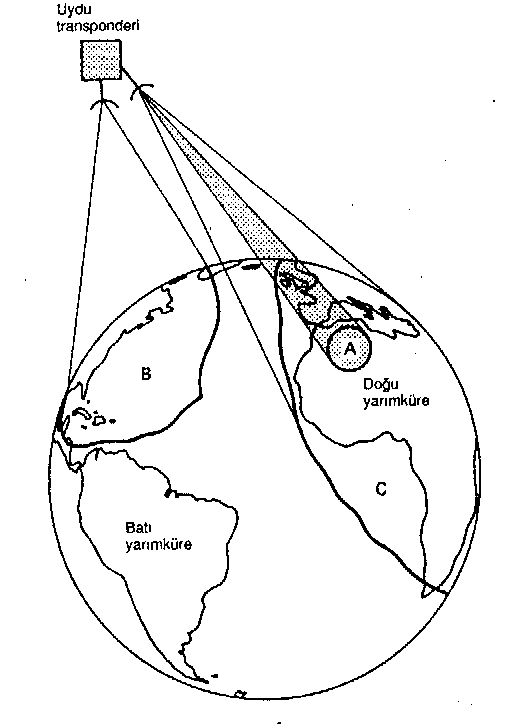 Uydu
transponderi
A
B
Doğu
yarımküre
C
Batı
yarımküre